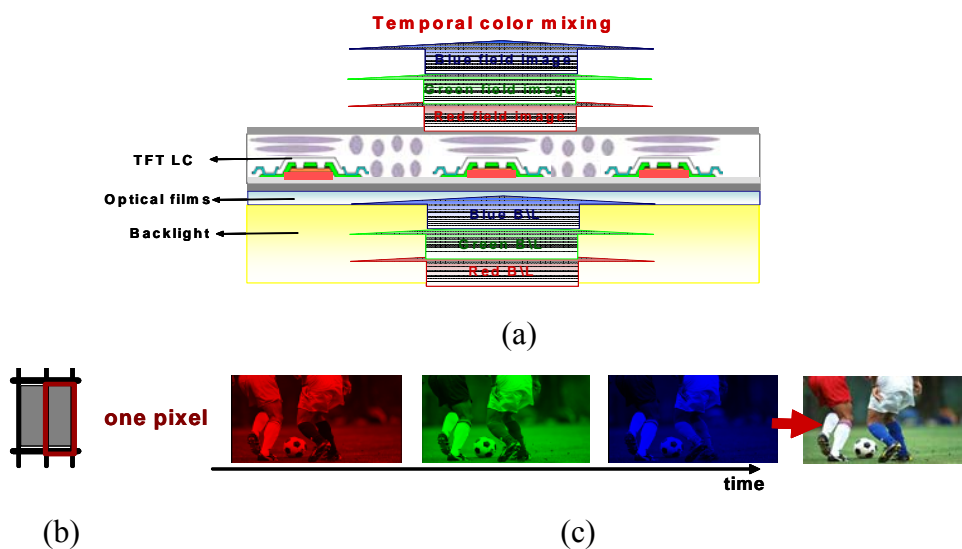 Temporal color mixing
Blue field image
Green field image
Red field image
TFT LC
Optical films
Blue B\L
Backlight
Green B\L
Red B\L
(a)
one pixel
time
(b)
(c)